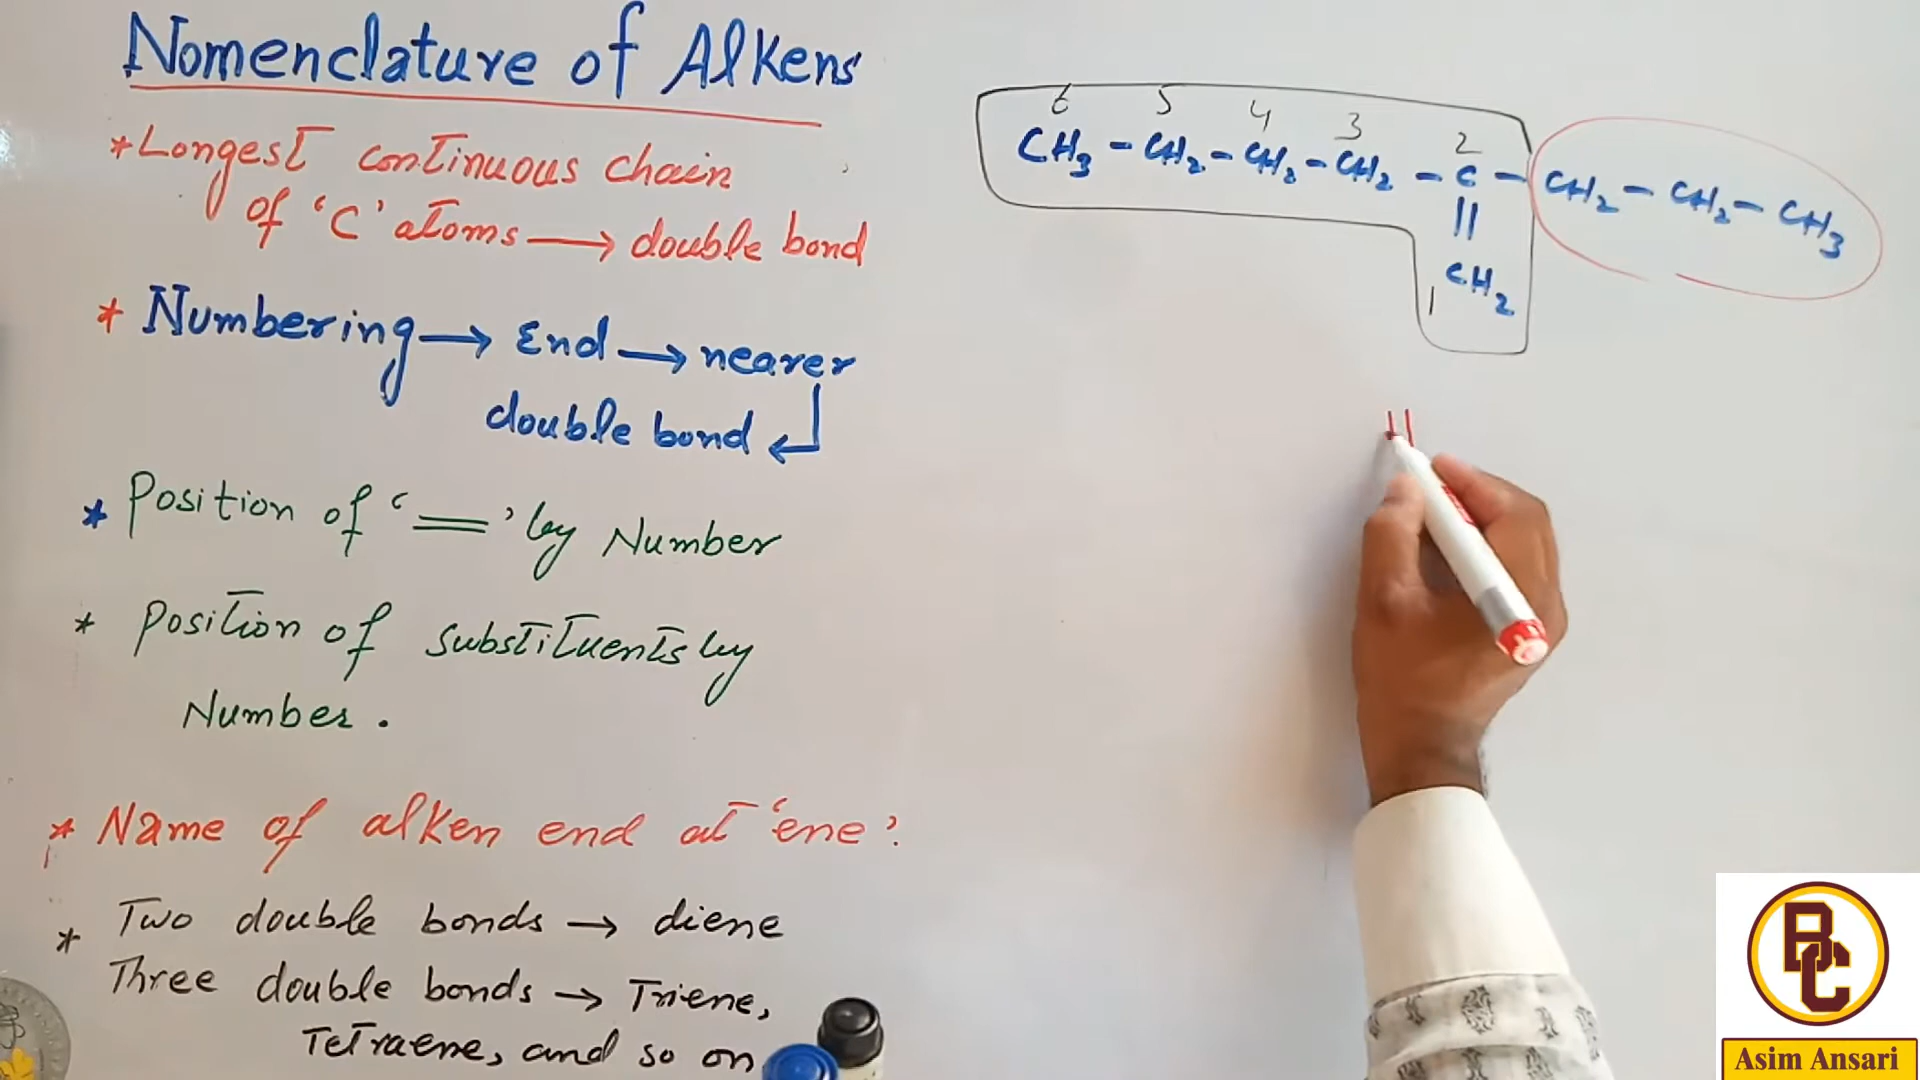 Nomenclature of Alkens
* Longest continuous chain
of 'C' atoms → double bond
* Numbering → End → nearer
double bond ↲
* Position of '=' by Number
* Position of substituents by
Number.
* Name of alken end at 'ene'.
* Two double bonds → diene
Three double bonds → Triene,
Tetraene, and so on
6 5 4 3 2
CH3 - CH2 - CH2 - CH2 - C - CH2 - CH2 - CH3
||
1 CH2
BC
Asim Ansari